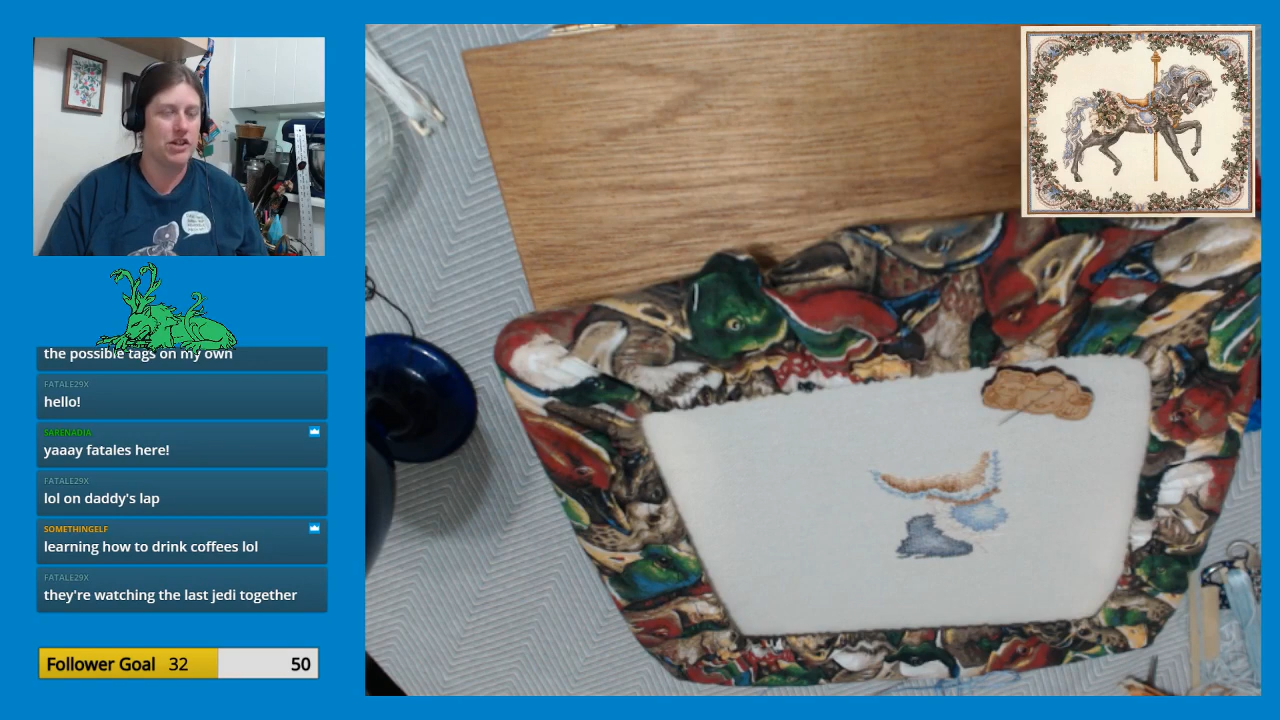 the possible tags on my own
FATALE29X
hello!
SARENADIA
yaaay fatales here!
FATALE29X
lol on daddy's lap
SOMETHINGELF
learning how to drink coffees lol
FATALE29X
they're watching the last jedi together
Follower Goal 32 50